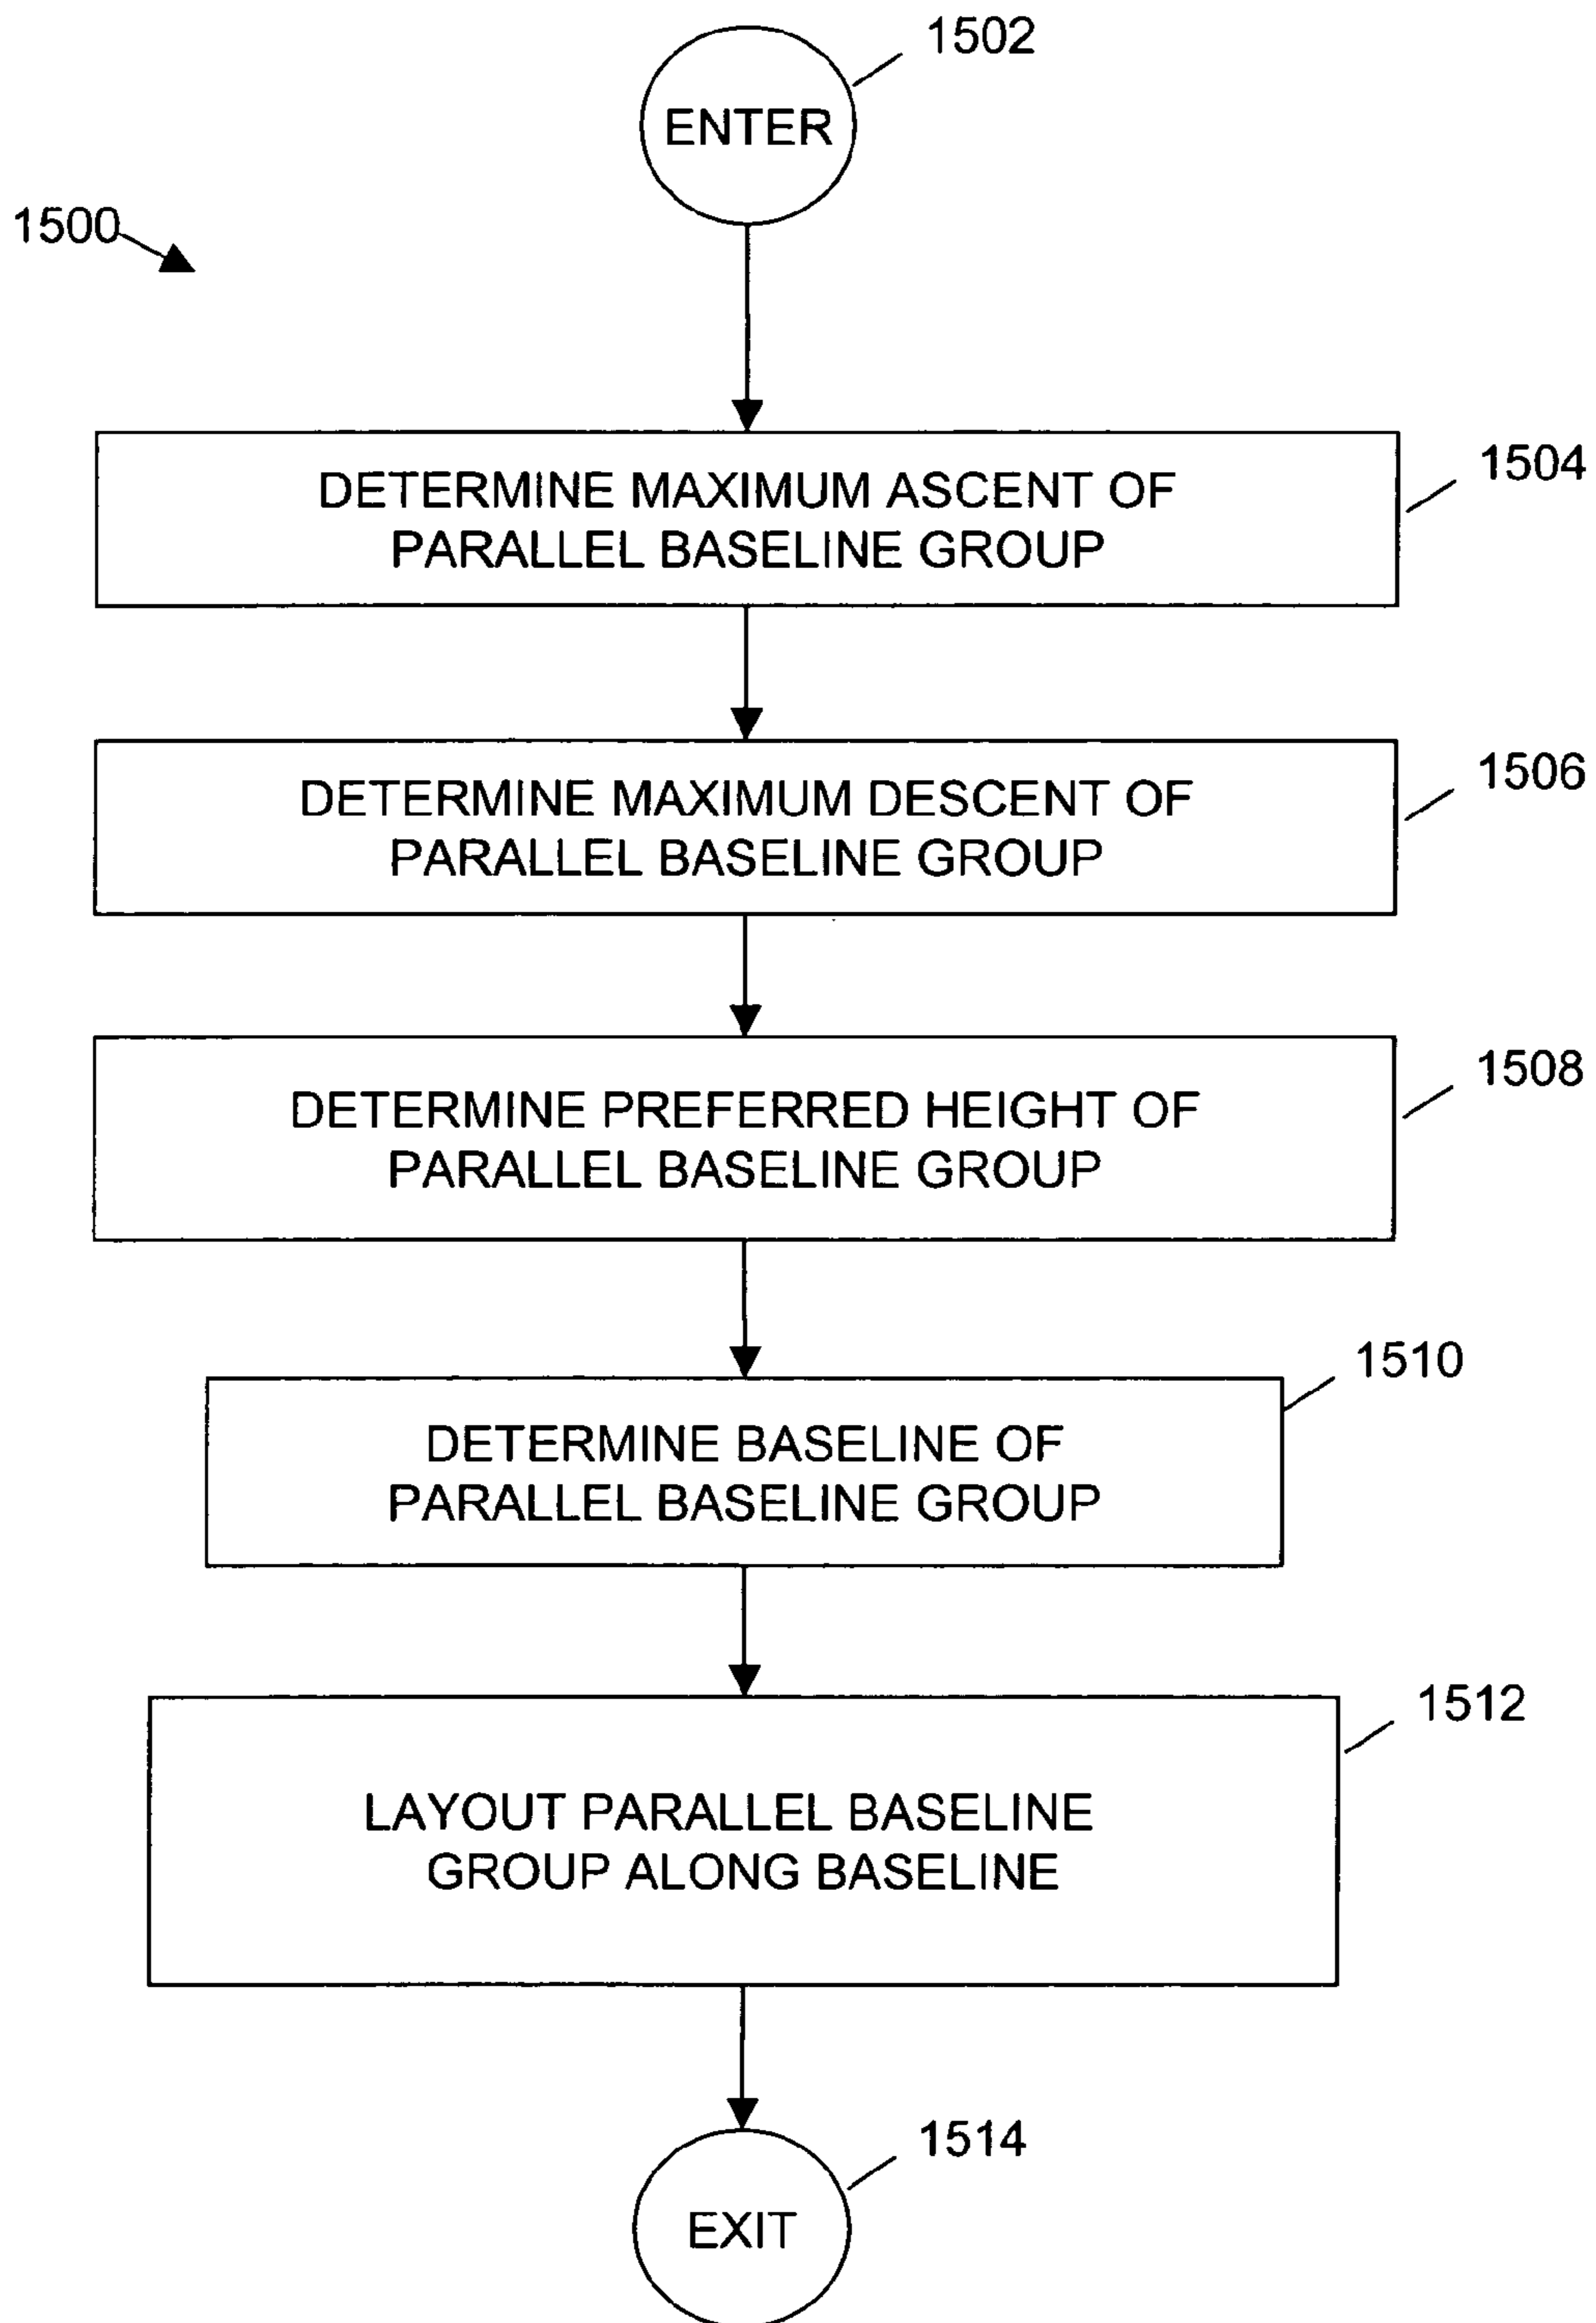 1502
ENTER
1500
1504
DETERMINE MAXIMUM ASCENT OF
PARALLEL BASELINE GROUP
1506
DETERMINE MAXIMUM DESCENT OF
PARALLEL BASELINE GROUP
1508
DETERMINE PREFERRED HEIGHT OF
PARALLEL BASELINE GROUP
1510
DETERMINE BASELINE OF
PARALLEL BASELINE GROUP
1512
LAYOUT PARALLEL BASELINE
GROUP ALONG BASELINE
1514
EXIT